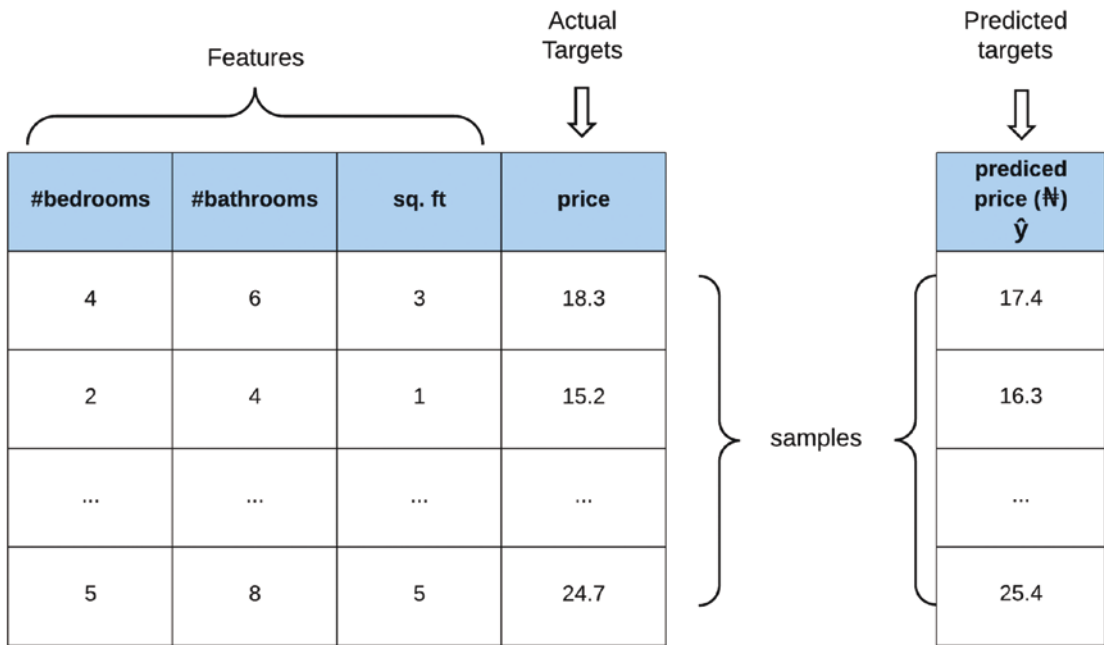 Features
Actual
Targets
Predicted
targets
#bedrooms
#bathrooms
sq. ft
price
prediced
price (₦)
ŷ
4
6
3
18.3
17.4
2
4
1
15.2
16.3
samples
...
...
...
...
...
5
8
5
24.7
25.4